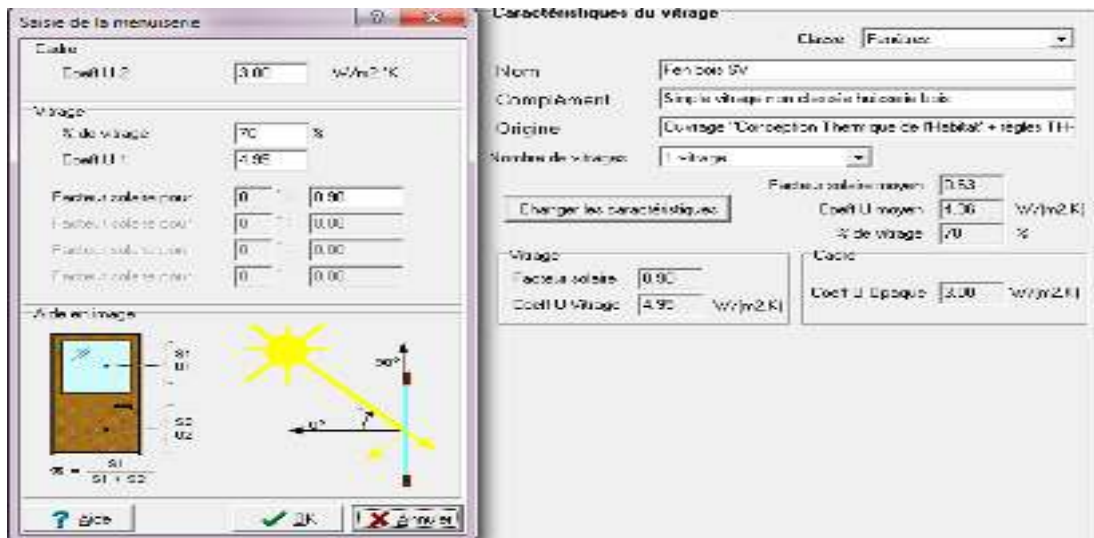 Saisie de la menuiserie
Cadre
Coeff U 2 3.00 W/m2.°K
Vitrage
% de vitrage 70 %
Coeff U 1 4.95
Facteur solaire pour 0 ° 0.90
Facteur solaire pour 0 ° 0.00
Facteur solaire pour 0 ° 0.00
Facteur solaire pour 0 ° 0.00
Aide en image
S1
U1
S2
U2
% = S1
S1 + S2
90°
0°
Aide
OK
Annuler
Caractéristiques du vitrage
Classe Fenêtres
Nom Fen bois SV
Complément Simple vitrage non classée huisserie bois
Origine Ouvrage "Conception Thermique de l'Habitat" + règles TH-
Nombre de vitrages 1 vitrage
Facteur solaire moyen 0.63
Changer les caractéristiques Coeff U moyen W/(m2.K)
% de vitrage 70 %
Vitrage
Facteur solaire 0.90
Coeff U Vitrage 4.95 W/(m2.K)
Cadre
Coeff U Opaque 3.00 W/(m2.K)